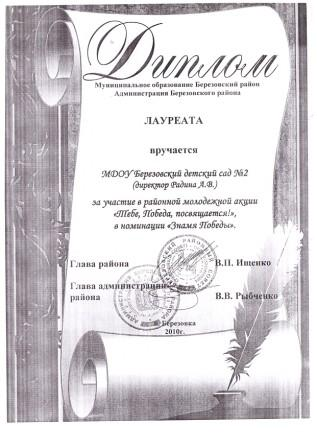 Диплом
Муниципальное образование Березовский район
Администрация Березовского района
ЛАУРЕАТА
вручается
МДОУ Березовский детский сад №2
(директор Радина А.В.)
за участие в районной молодежной акции
«Тебе, Победа, посвящается!»,
в номинации «Знамя Победы».
Глава района В.П. Ищенко
Глава администрации
района В.В. Рыбченко
Березовка
2010г.